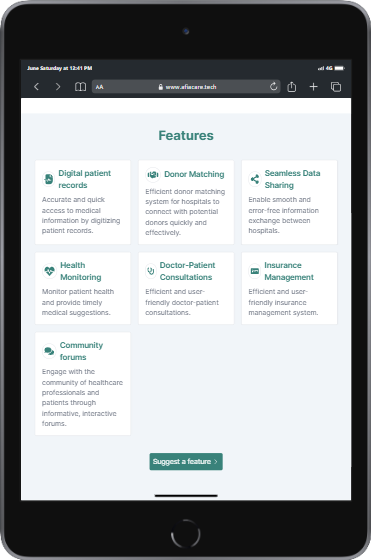 June Saturday at 12:41 PM
4G
AA
www.afiacare.tech
Features
Digital patient
records
Accurate and quick
access to medical
information by digitizing
patient records.
Donor Matching
Efficient donor matching
system for hospitals to
connect with potential
donors quickly and
effectively.
Seamless Data
Sharing
Enable smooth and
error-free information
exchange between
hospitals.
Health
Monitoring
Monitor patient health
and provide timely
medical suggestions.
Doctor-Patient
Consultations
Efficient and user-
friendly doctor-patient
consultations.
Insurance
Management
Efficient and user-
friendly insurance
management system.
Community
forums
Engage with the
community of healthcare
professionals and
patients through
informative, interactive
forums.
Suggest a feature